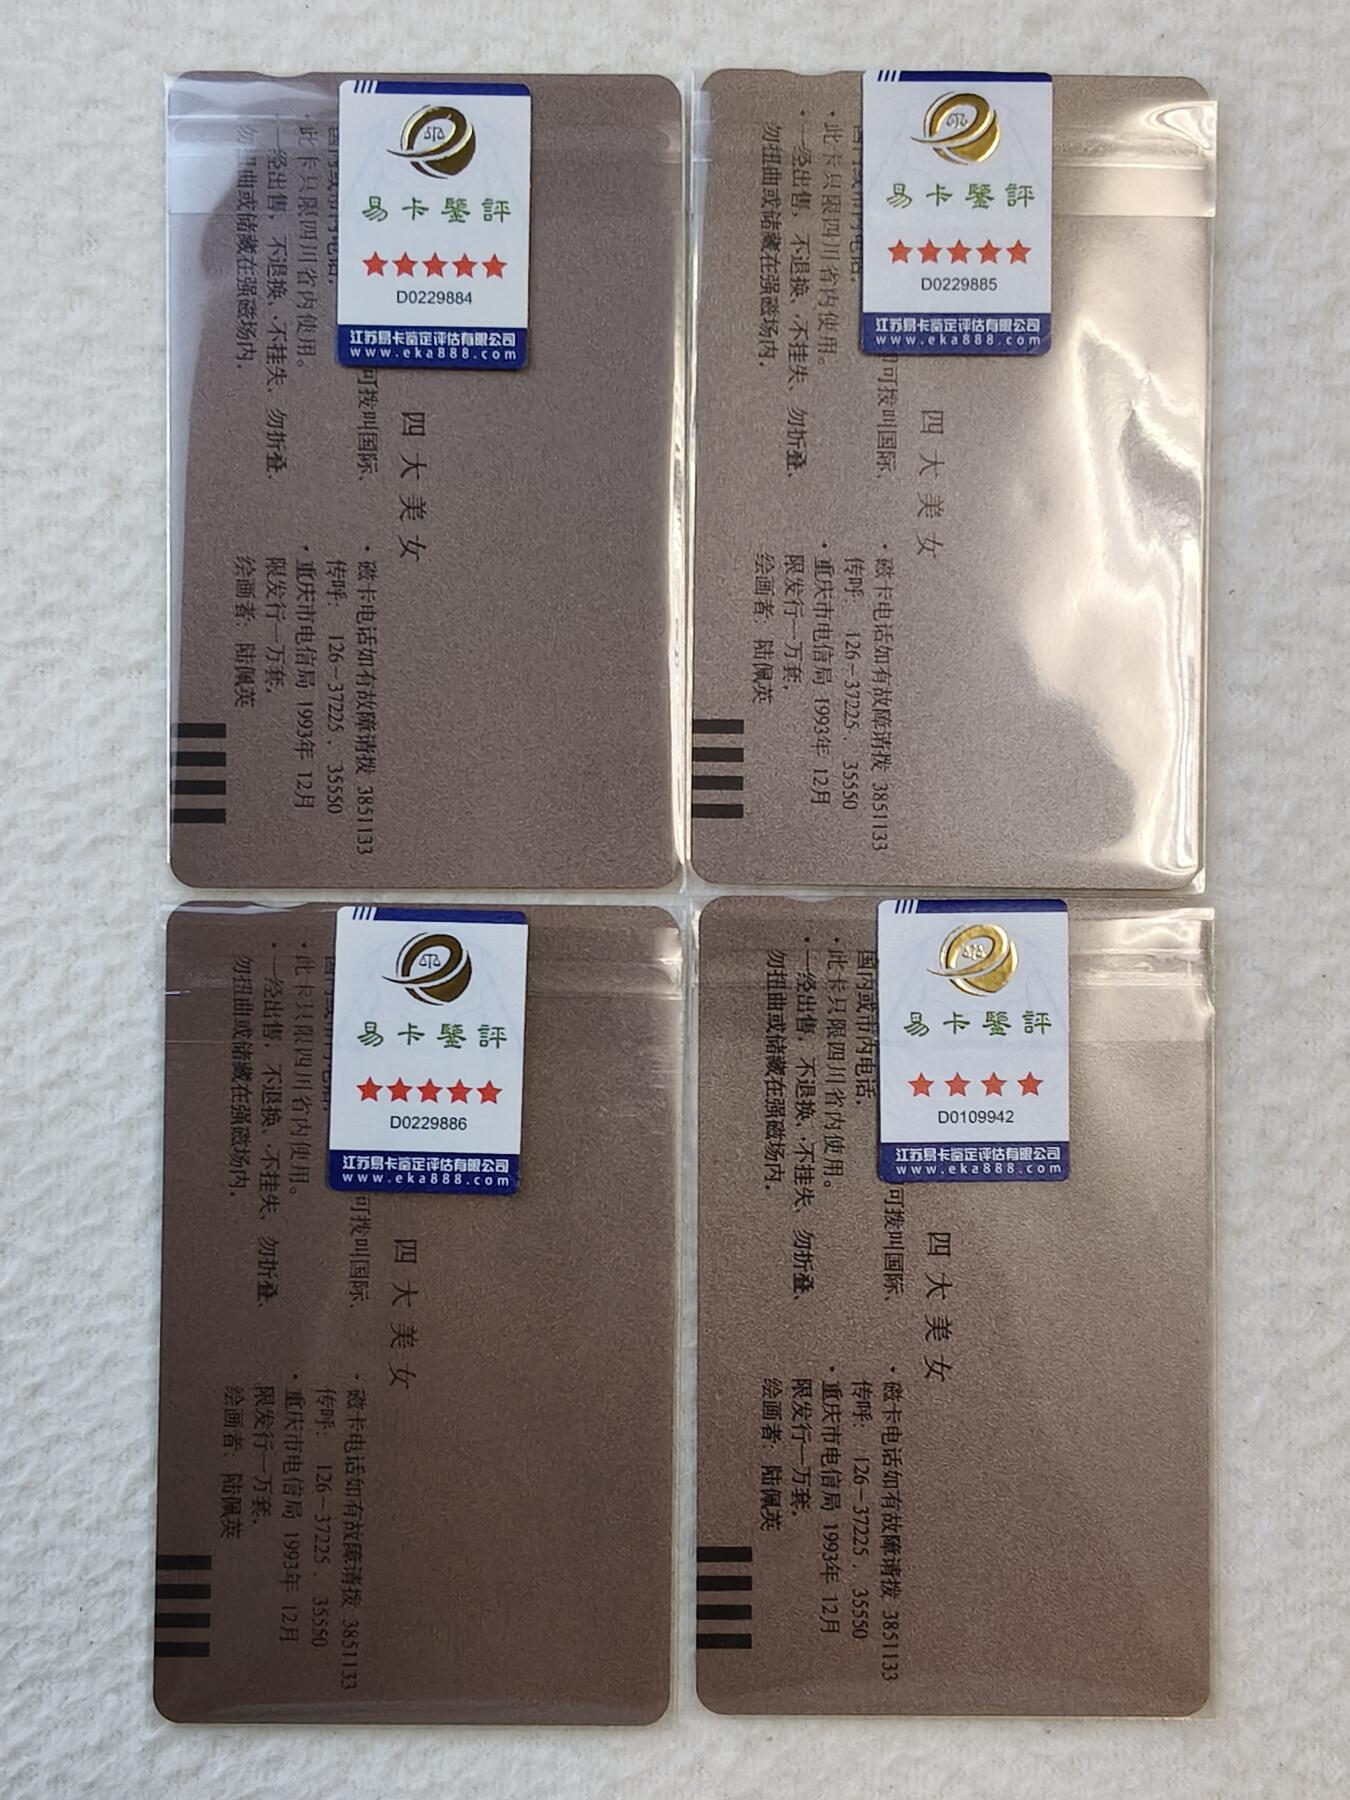 易卡鑒評
D0229884
江苏易卡鉴定评估有限公司
www.eka888.com
四大美女
可拨叫国际、
·此卡只限四川省内使用。
·一经出售，不退换、不挂失、勿折叠、
勿扭曲或储藏在强磁场内．
·磁卡电话如有故障请拨 3851133
传呼： 126－37225．35550
·重庆市电信局 1993年 12月
限发行一万套．
绘画者：陆佩英
易卡鑒評
D0229885
江苏易卡鉴定评估有限公司
www.eka888.com
四大美女
可拨叫国际、
·此卡只限四川省内使用。
·一经出售，不退换、不挂失、勿折叠、
勿扭曲或储藏在强磁场内．
·磁卡电话如有故障请拨 3851133
传呼： 126－37225．35550
·重庆市电信局 1993年 12月
限发行一万套．
绘画者：陆佩英
易卡鑒評
D0229886
江苏易卡鉴定评估有限公司
www.eka888.com
四大美女
可拨叫国际、
·此卡只限四川省内使用。
·一经出售，不退换、不挂失、勿折叠、
勿扭曲或储藏在强磁场内．
·磁卡电话如有故障请拨 3851133
传呼： 126－37225．35550
·重庆市电信局 1993年 12月
限发行一万套．
绘画者：陆佩英
易卡鑒評
D0109942
江苏易卡鉴定评估有限公司
www.eka888.com
四大美女
可拨叫国际、
国内或市内电话．
·此卡只限四川省内使用。
·一经出售，不退换、不挂失、勿折叠、
勿扭曲或储藏在强磁场内．
·磁卡电话如有故障请拨 3851133
传呼： 126－37225．35550
·重庆市电信局 1993年 12月
限发行一万套．
绘画者：陆佩英